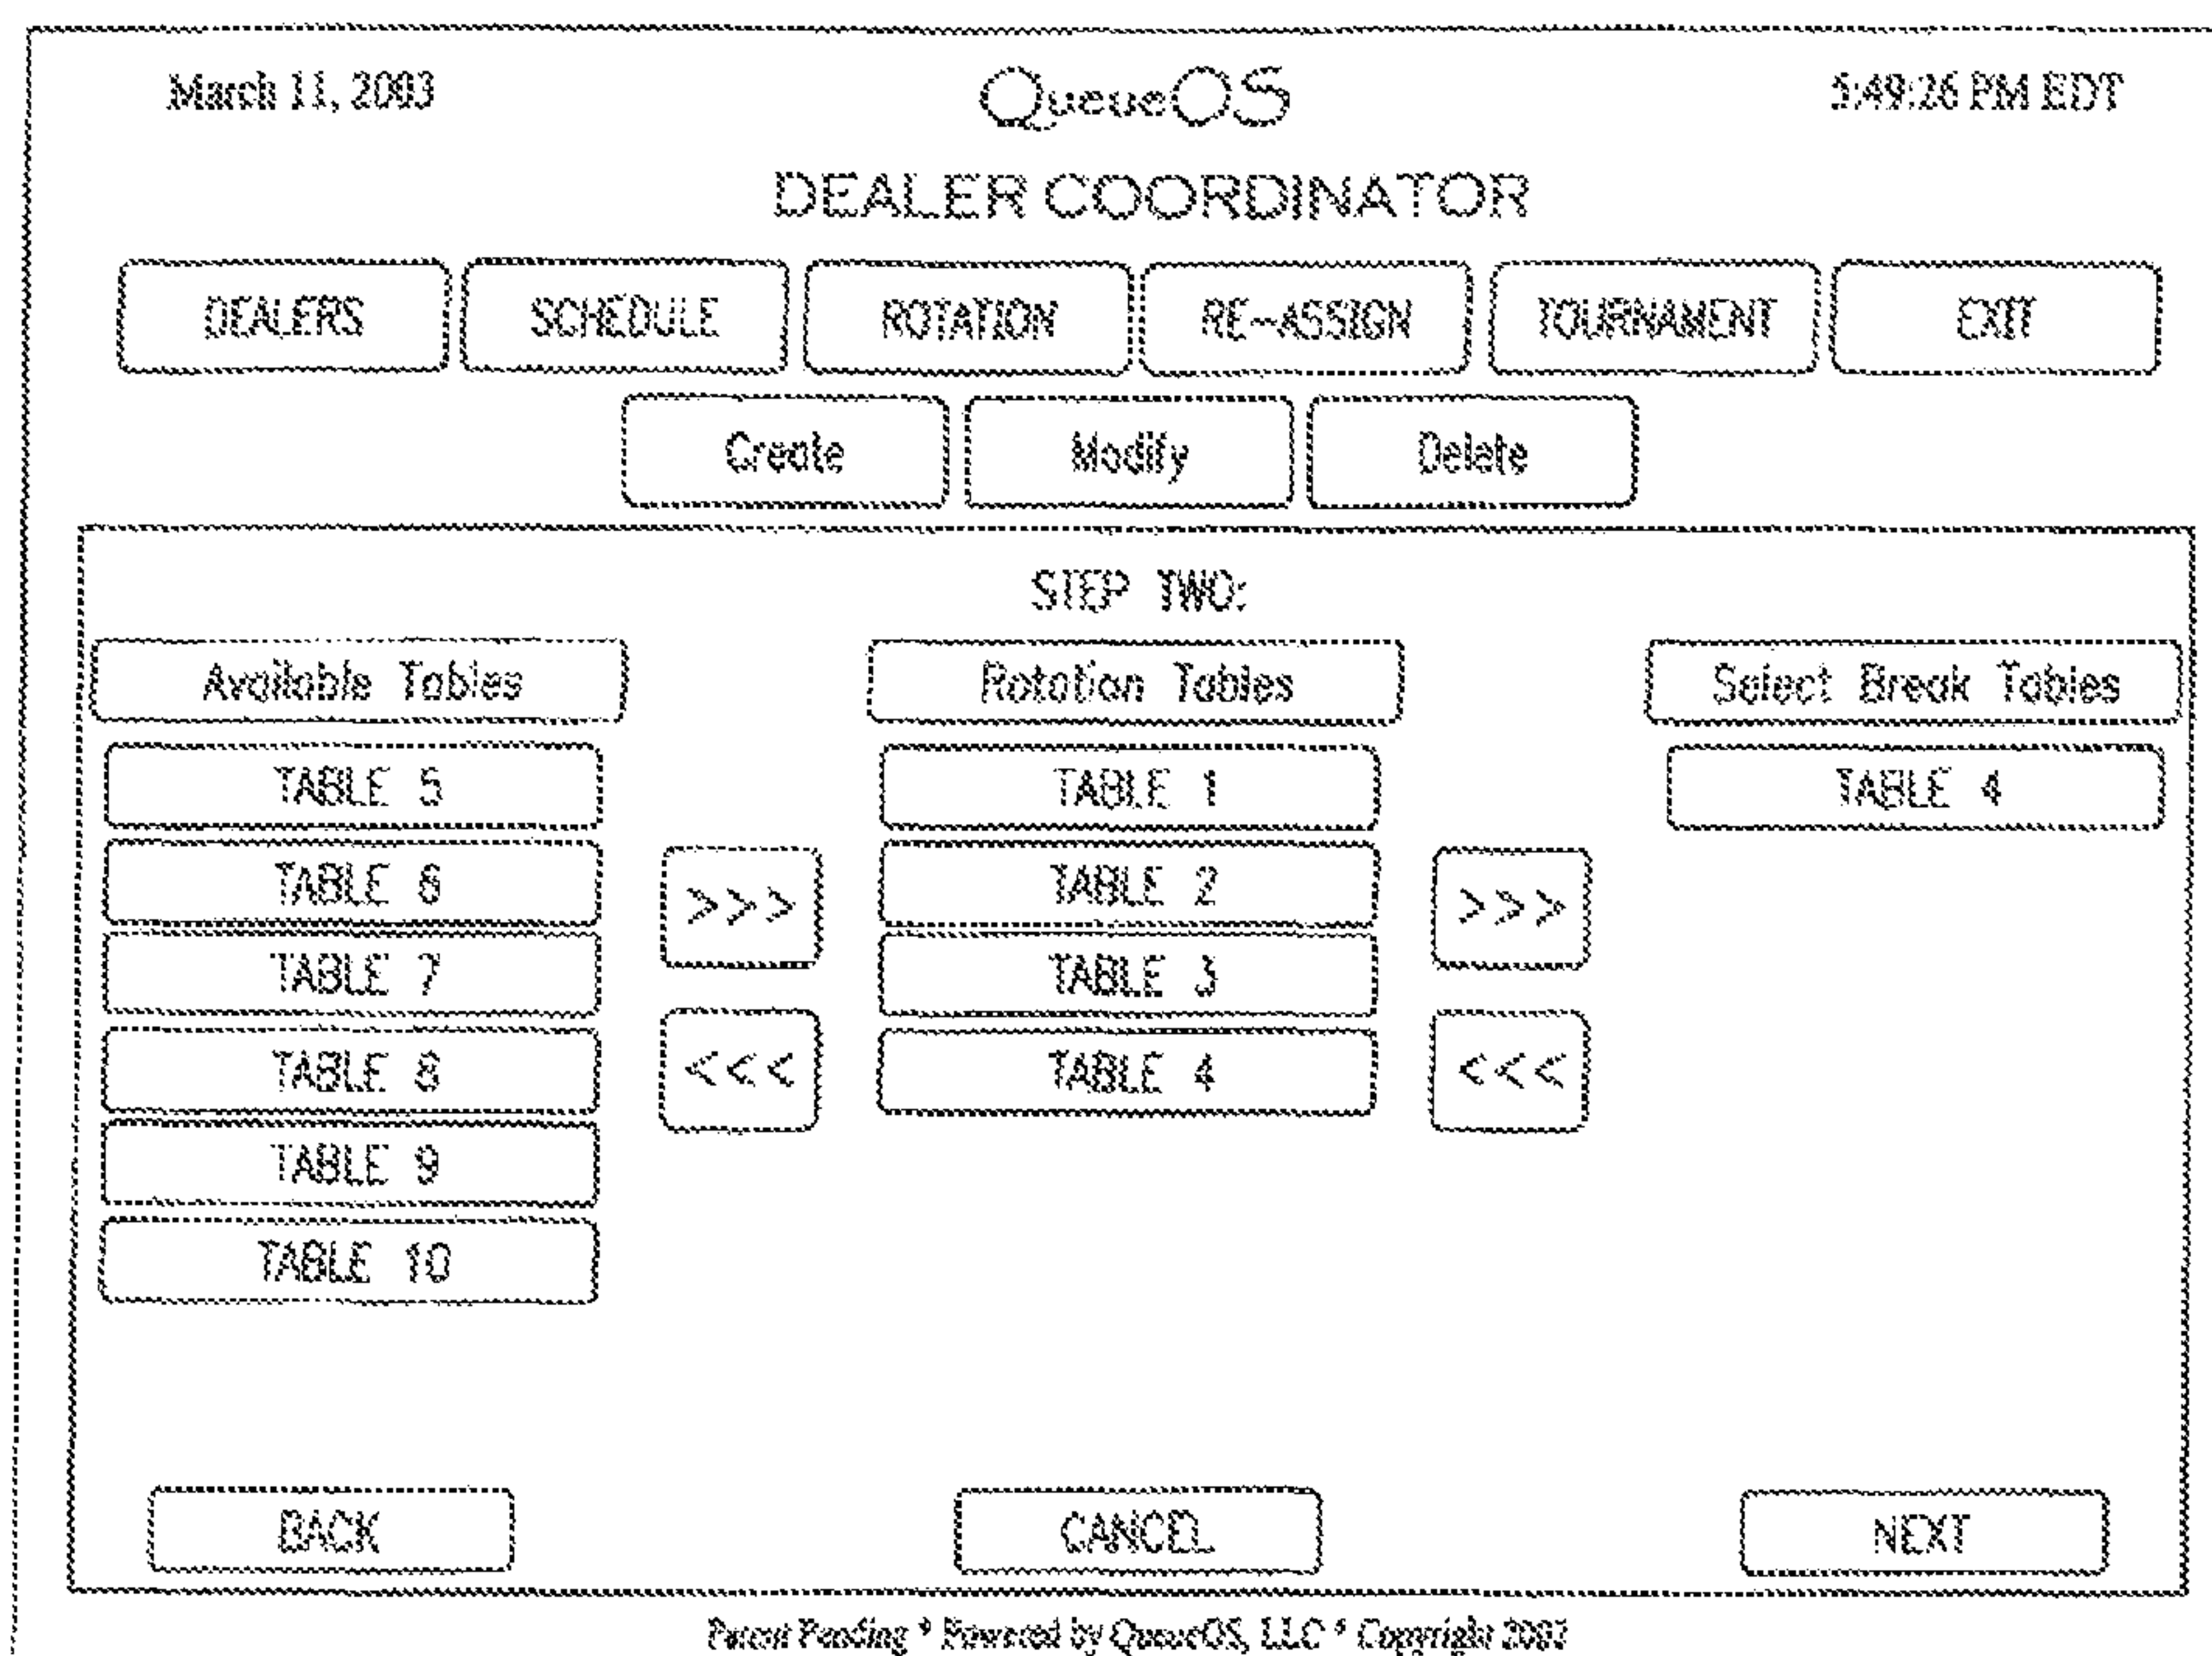 March 11, 2003 QueueOS 5:49:26 PM EDT
DEALER COORDINATOR
DEALERS SCHEDULE ROTATION RE-ASSIGN TOURNAMENT EXIT
Create Modify Delete
STEP TWO:
Available Tables Rotation Tables Select Break Tables
TABLE 5 TABLE 1 TABLE 4
TABLE 6 TABLE 2
>>> >>>
TABLE 7 TABLE 3
TABLE 8 TABLE 4
<<< <<<
TABLE 9
TABLE 10
BACK CANCEL NEXT
Patent Pending * Powered by QueueOS, LLC * Copyright 2003